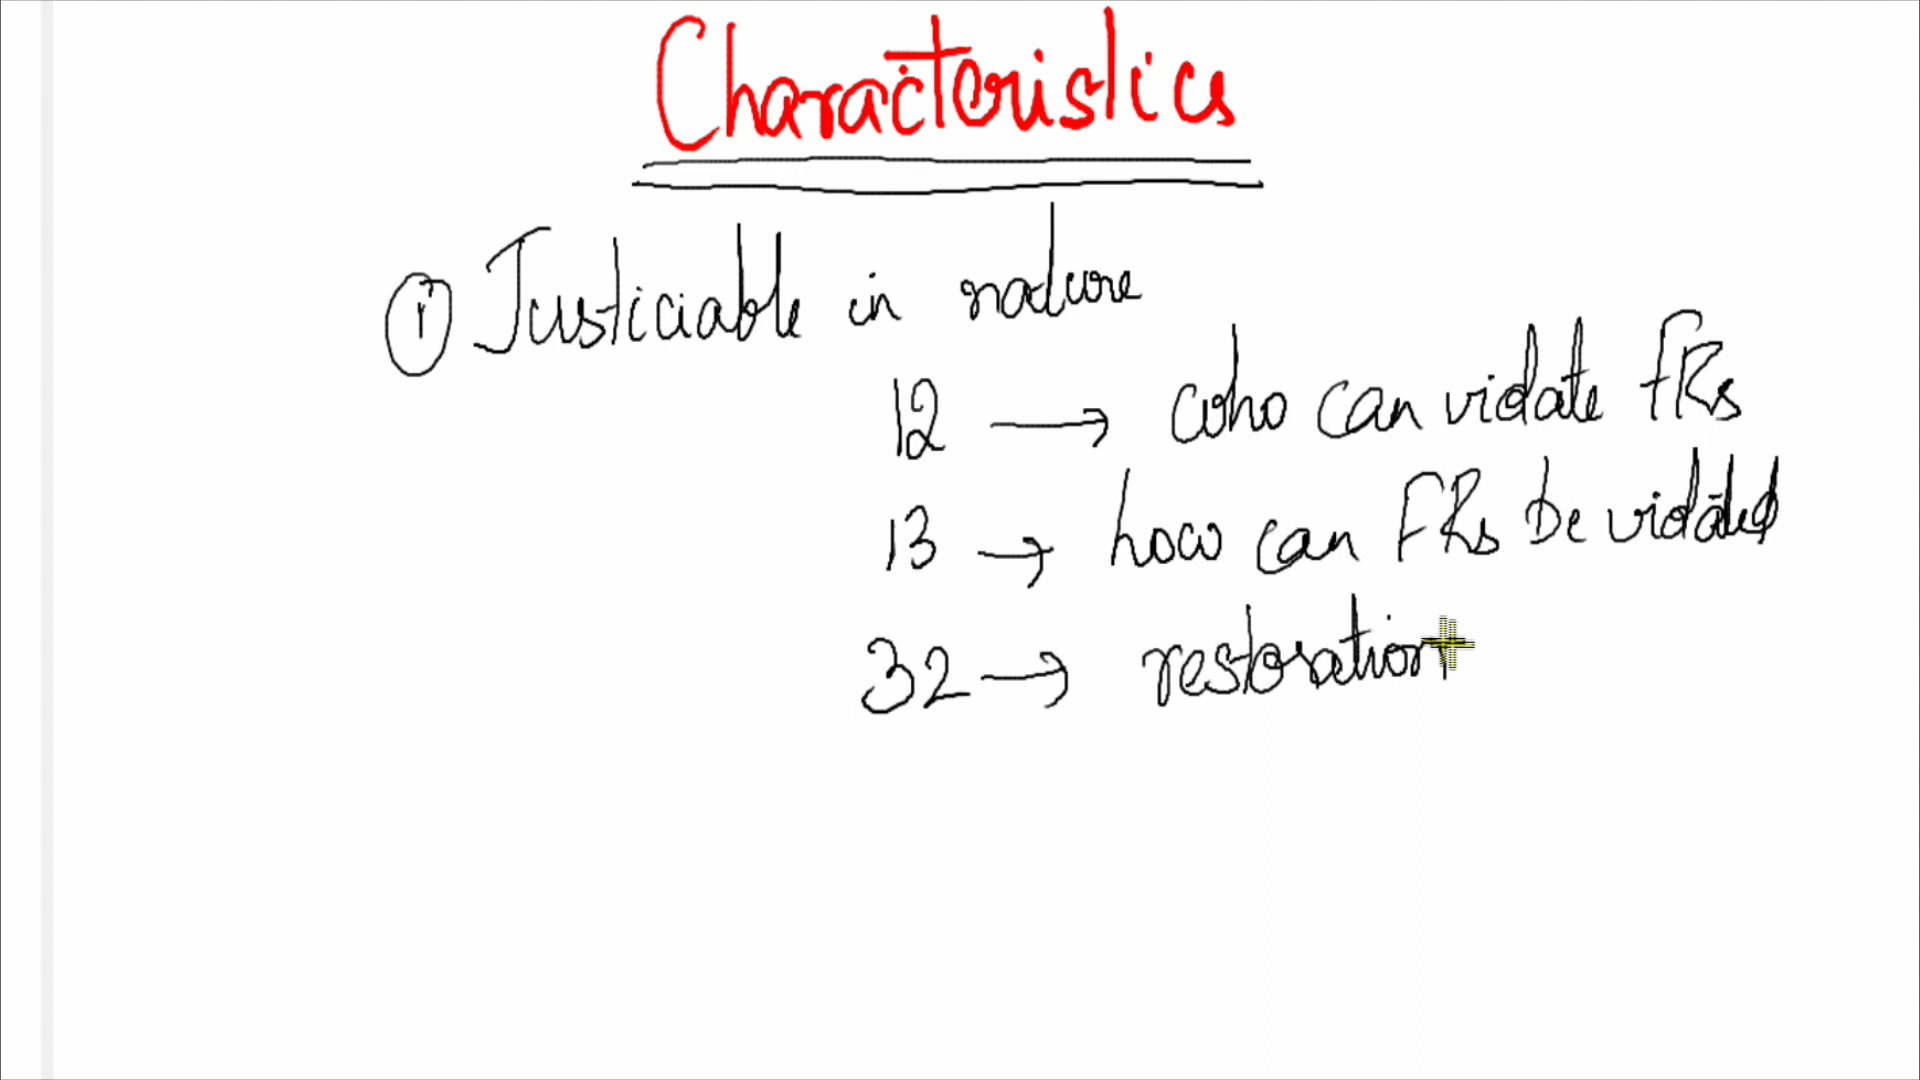 Characteristics
① Justiciable in nature
12 → who can violate FRs
13 → how can FRs be violated
32 → restoration